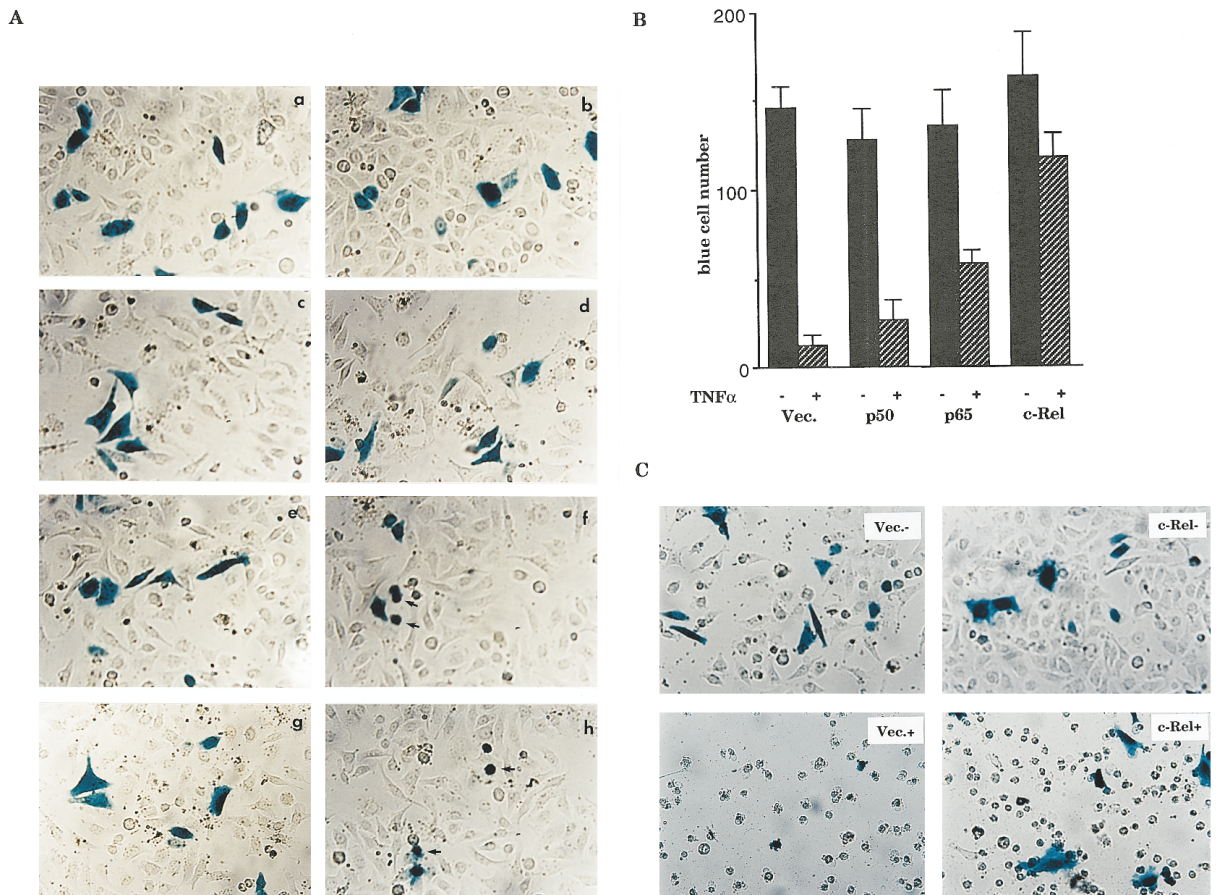 A
a
b
c
d
e
f
g
h
B
200
100
0
blue cell number
TNFα - + - + - + - +
Vec. p50 p65 c-Rel
C
Vec.-
c-Rel-
Vec.+
c-Rel+